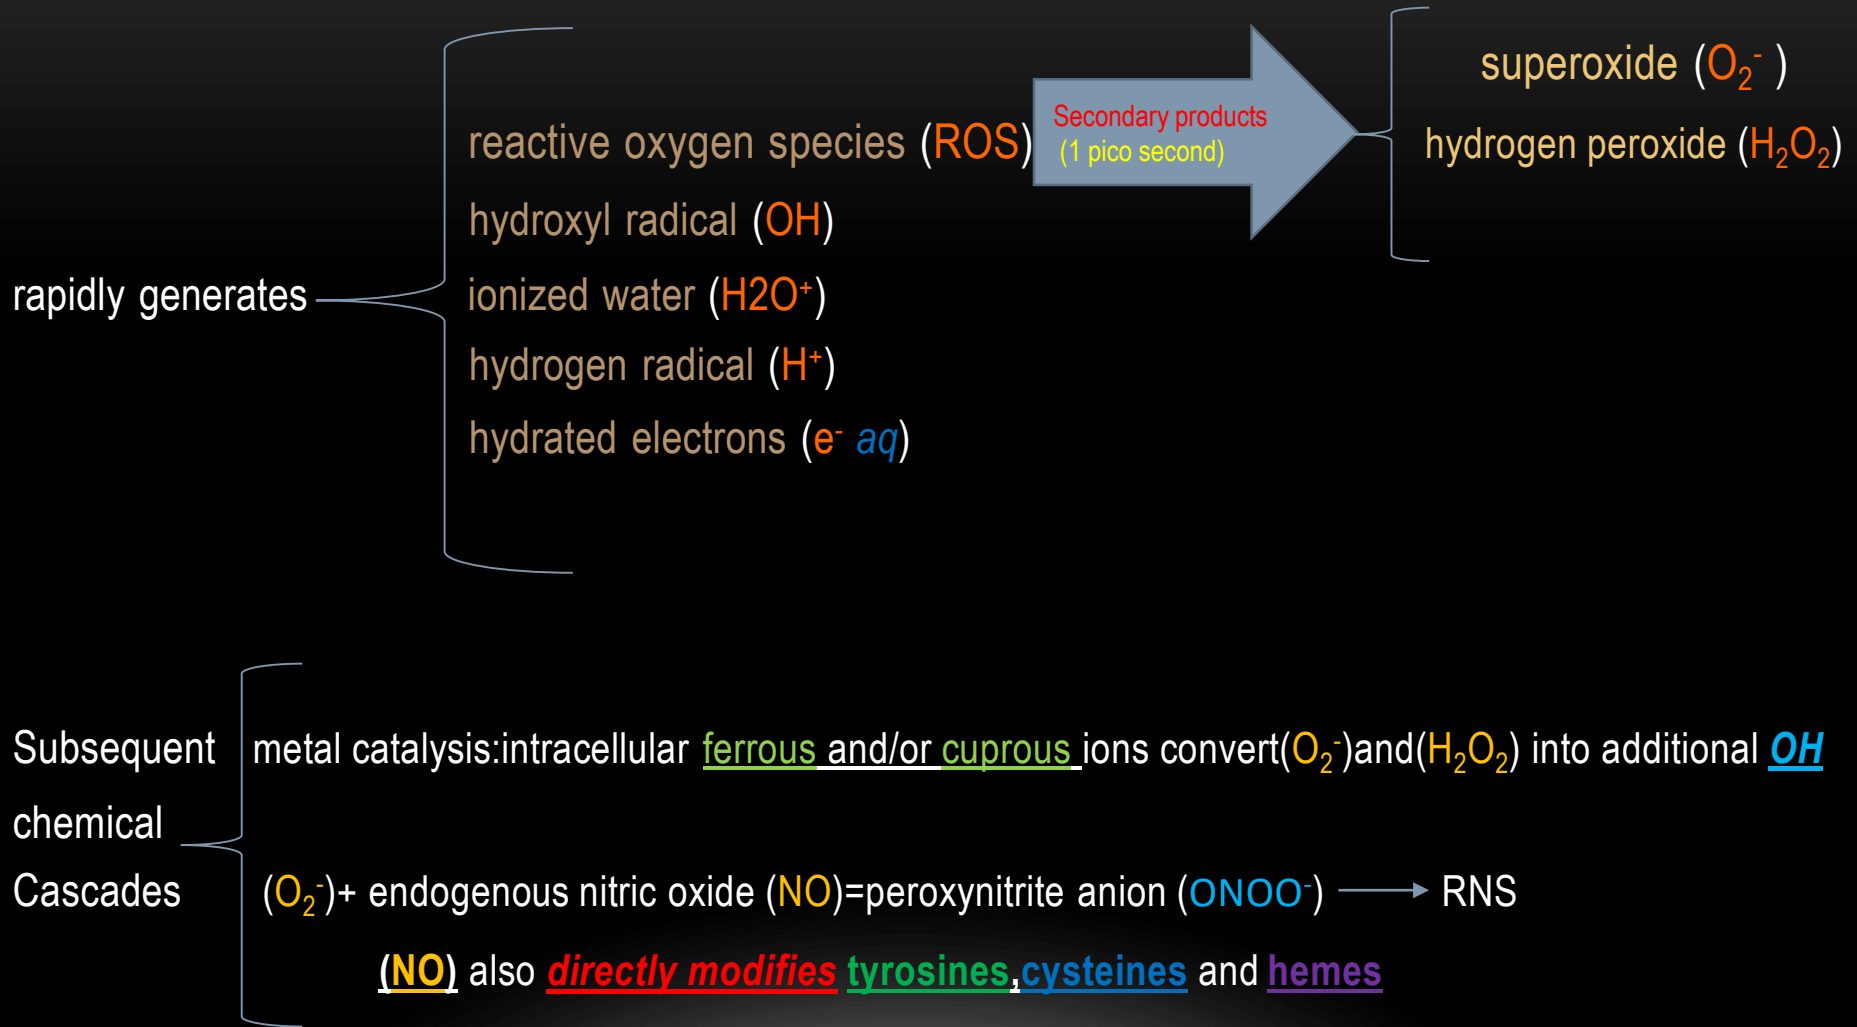 rapidly generates
reactive oxygen species (ROS)
hydroxyl radical (OH)
ionized water (H2O⁺)
hydrogen radical (H⁺)
hydrated electrons (e⁻ aq)
Secondary products
(1 pico second)
superoxide (O₂⁻ )
hydrogen peroxide (H₂O₂)
Subsequent
chemical
Cascades
metal catalysis:intracellular ferrous and/or cuprous ions convert(O₂⁻)and(H₂O₂) into additional OH
(O₂⁻)+ endogenous nitric oxide (NO)=peroxynitrite anion (ONOO⁻) → RNS
(NO) also directly modifies tyrosines,cysteines and hemes